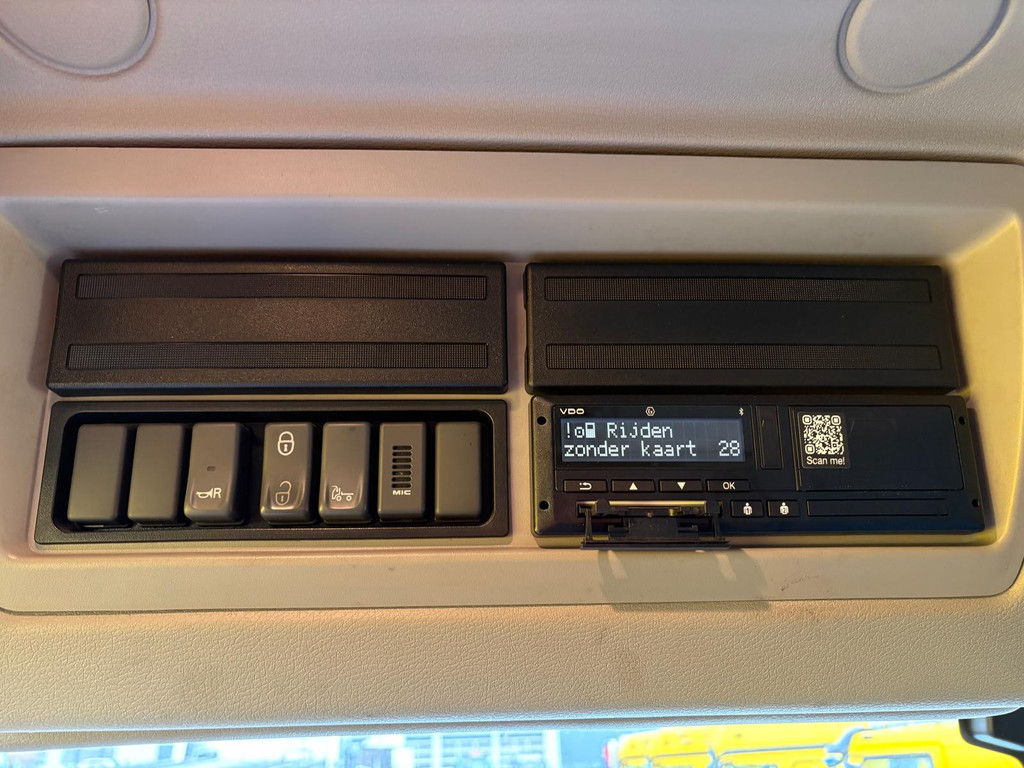 VDO
Rijden
zonder kaart 28
Scan me!
OK
R
MIC